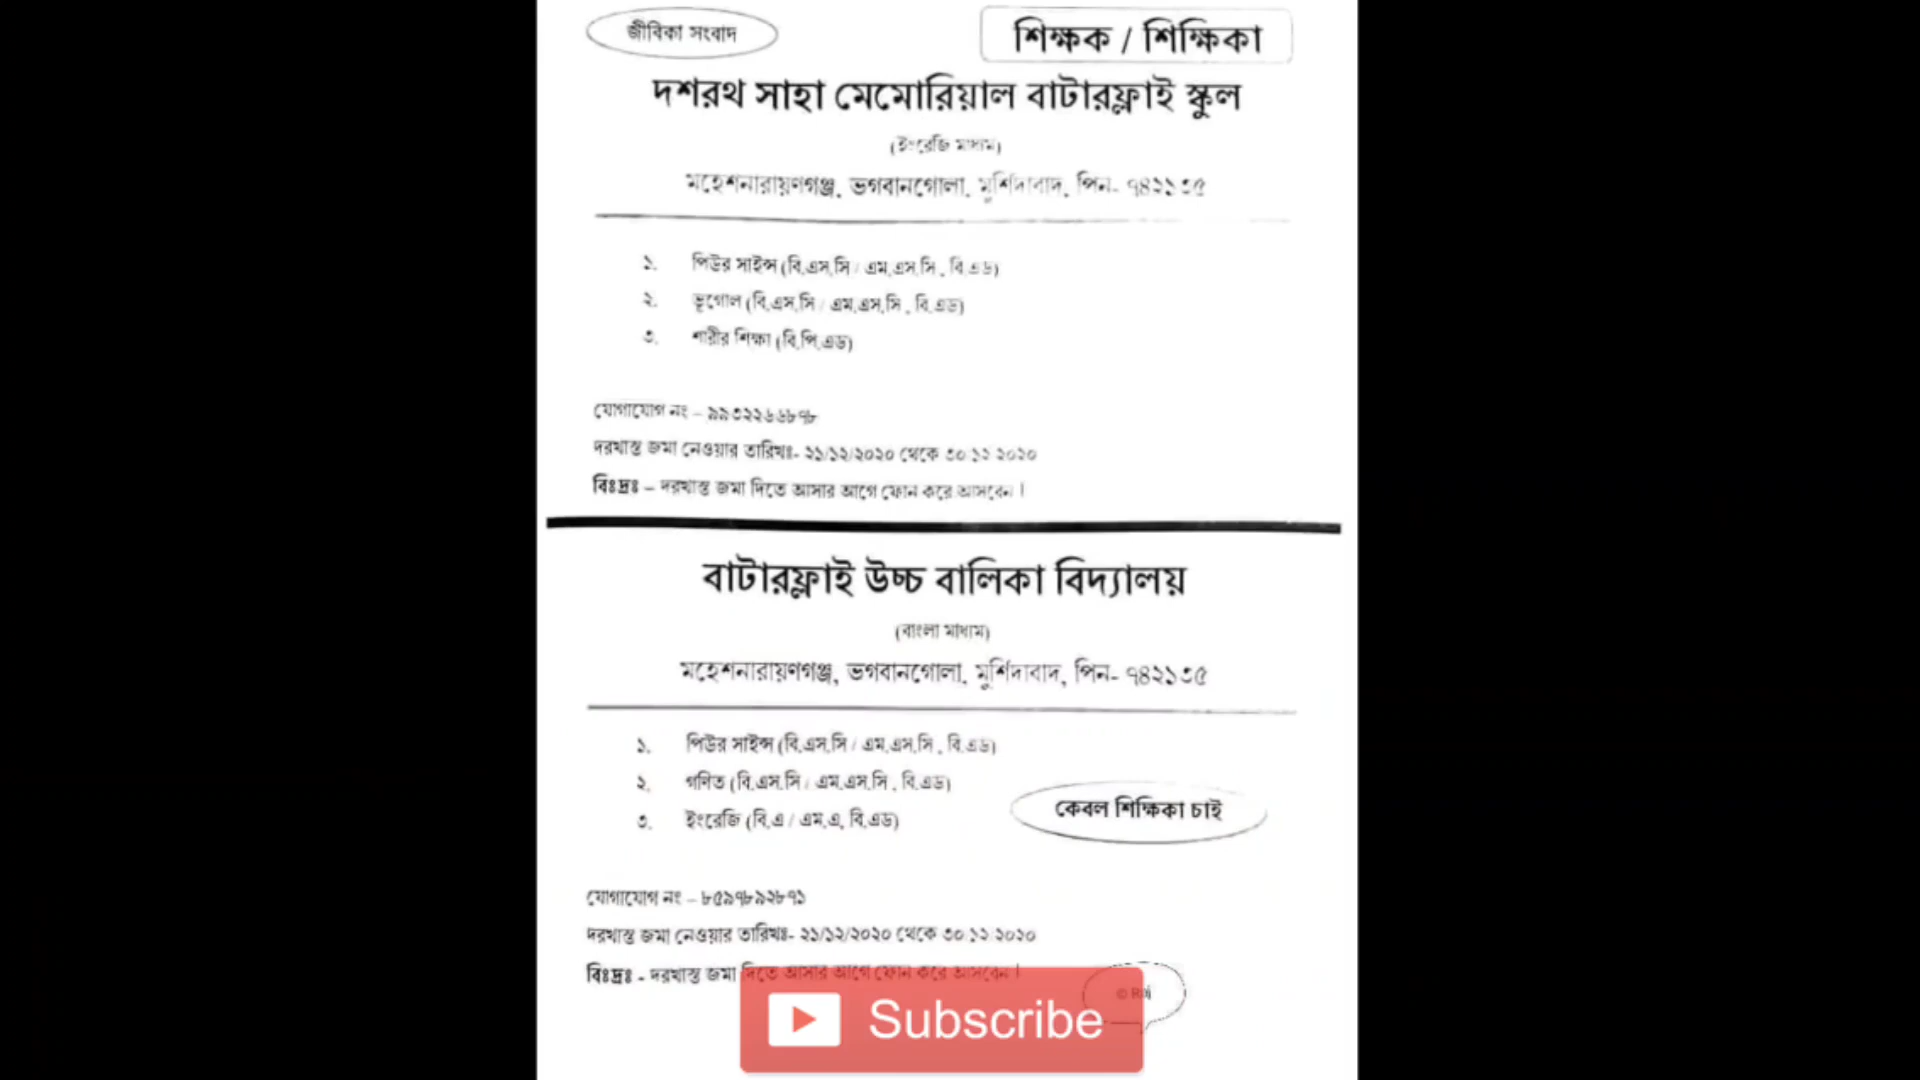 জীবিকা সংবাদ
শিক্ষক / শিক্ষিকা
দশরথ সাহা মেমোরিয়াল বাটারফ্লাই স্কুল
(ইংরেজি মাধ্যম)
মহেশনারায়ণগঞ্জ, ভগবানগোলা, মুর্শিদাবাদ, পিন- ৭৪২১৩৫
১. পিউর সাইন্স (বি.এস.সি / এম.এস.সি , বি.এড)
২. ভূগোল (বি.এস.সি / এম.এস.সি , বি.এড)
৩. শারীর শিক্ষা (বি.পি.এড)
যোগাযোগ নং – ৯৯৩২২৬৬৮৭৮
দরখাস্ত জমা নেওয়ার তারিখঃ- ২১/১২/২০২০ থেকে ৩০/১২/২০২০
বিঃদ্রঃ – দরখাস্ত জমা দিতে আসার আগে ফোন করে আসবেন।
বাটারফ্লাই উচ্চ বালিকা বিদ্যালয়
(বাংলা মাধ্যম)
মহেশনারায়ণগঞ্জ, ভগবানগোলা, মুর্শিদাবাদ, পিন- ৭৪২১৩৫
১. পিউর সাইন্স (বি.এস.সি / এম.এস.সি , বি.এড)
২. গণিত (বি.এস.সি / এম.এস.সি , বি.এড)
৩. ইংরেজি (বি.এ / এম.এ, বি.এড)
কেবল শিক্ষিকা চাই
যোগাযোগ নং – ৮৫৯৭৮৯২৮৭১
দরখাস্ত জমা নেওয়ার তারিখঃ- ২১/১২/২০২০ থেকে ৩০/১২/২০২০
বিঃদ্রঃ - দরখাস্ত জমা দিতে আসার আগে ফোন করে আসবেন।
Subscribe